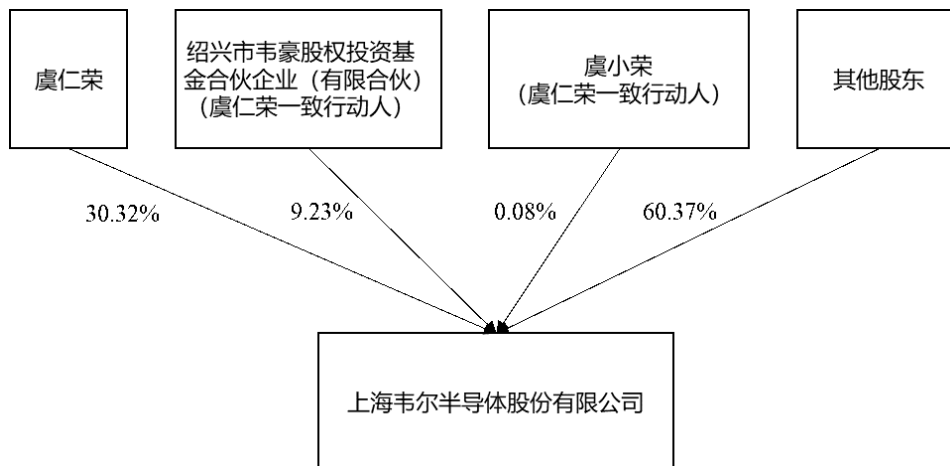 虞仁荣
绍兴市韦豪股权投资基
金合伙企业（有限合伙）
（虞仁荣一致行动人）
虞小荣
（虞仁荣一致行动人）
其他股东
30.32%
9.23%
0.08%
60.37%
上海韦尔半导体股份有限公司